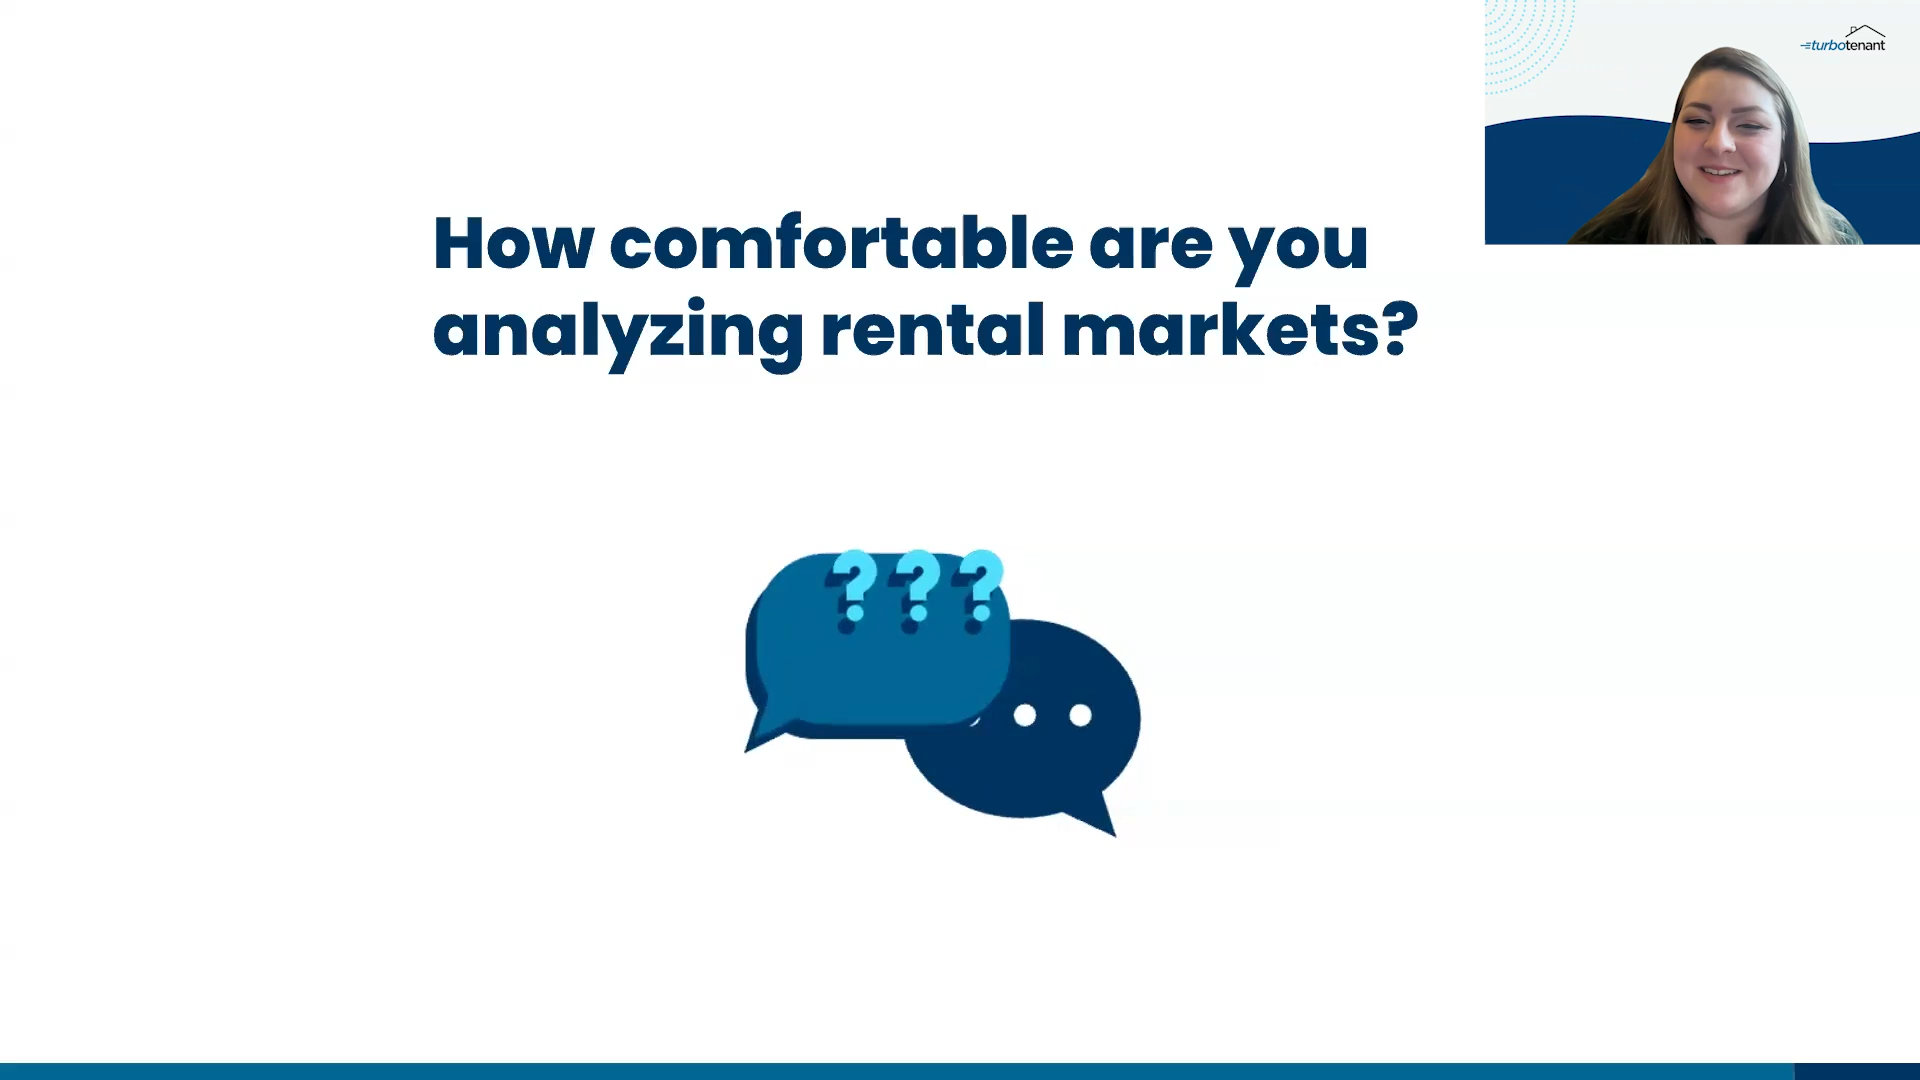 turbotenant
How comfortable are you
analyzing rental markets?
? ? ?